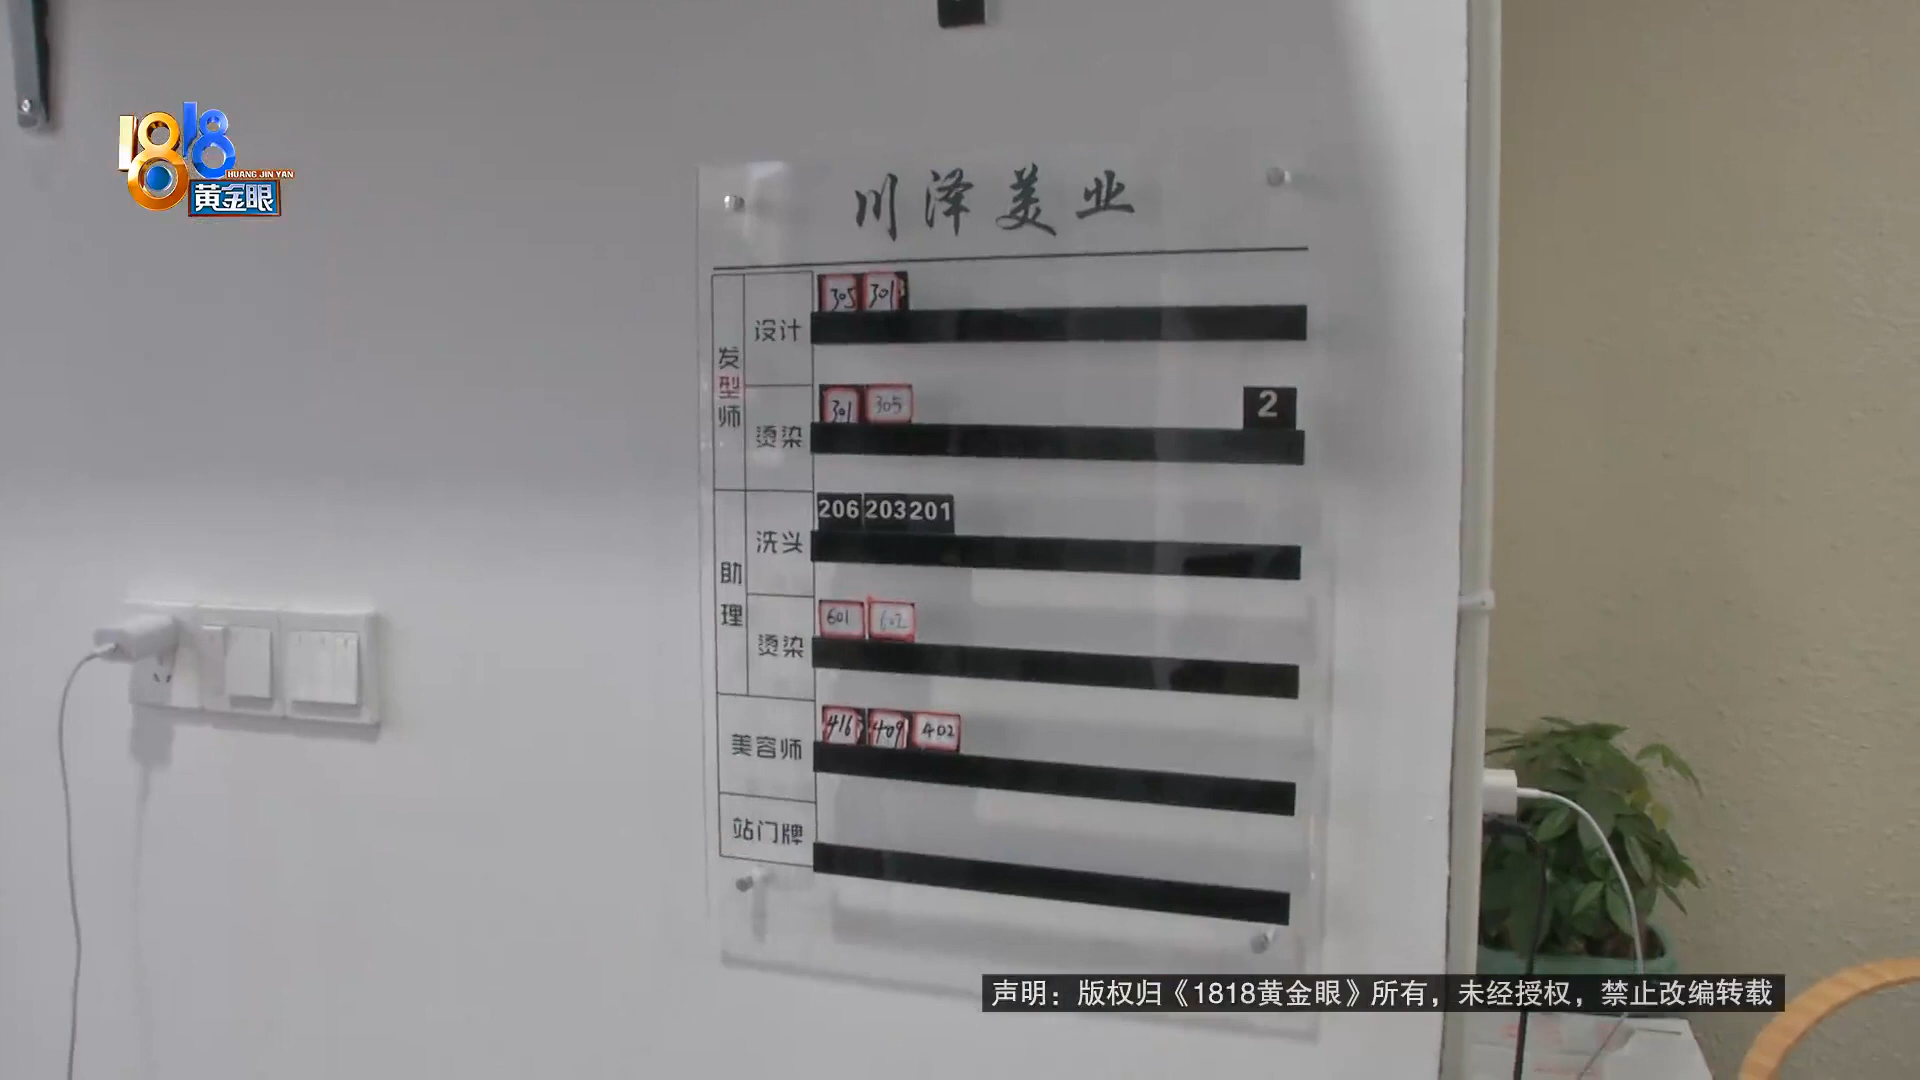 1818
HUANG JIN YAN
黄金眼
川泽美业
发型师
设计
305 301
烫染
301 305
2
助理
洗头
206 203 201
烫染
601 602
美容师
416 409 402
站门牌
声明：版权归《1818黄金眼》所有，未经授权，禁止改编转载